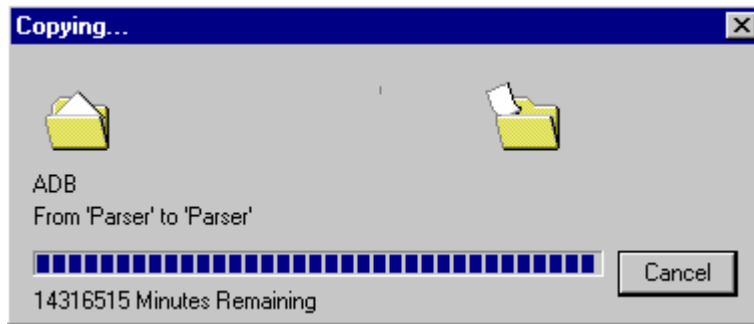 Copying...
ADB
From 'Parser' to 'Parser'
Cancel
14316515 Minutes Remaining